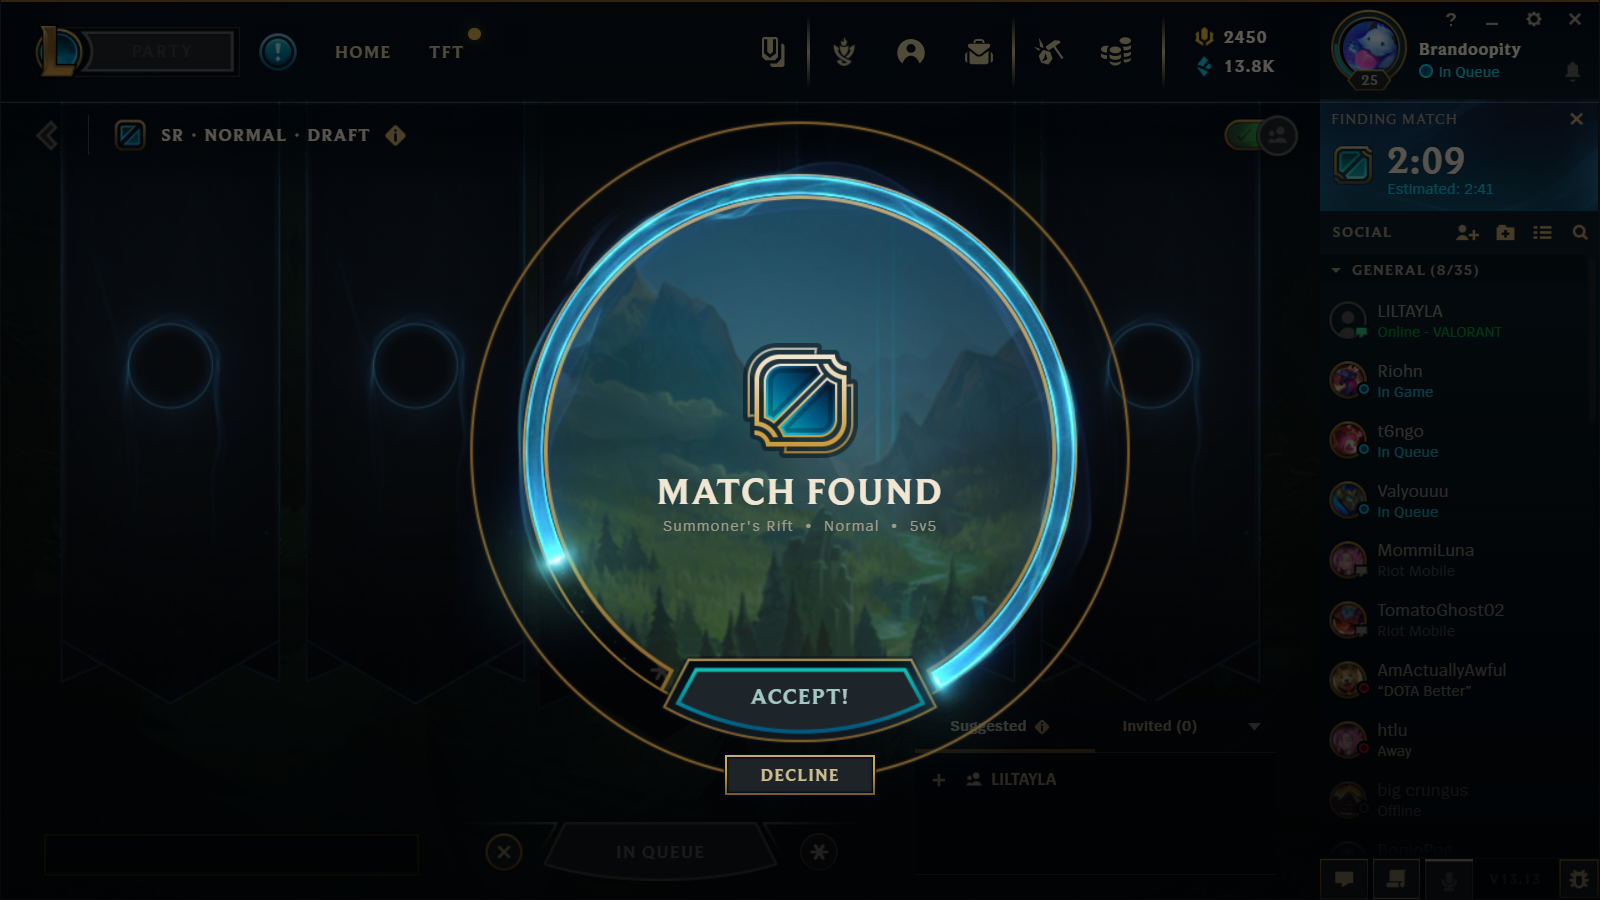 PARTY
HOME
TFT
2450
13.8K
25
Brandoopity
In Queue
SR • NORMAL • DRAFT
FINDING MATCH
2:09
Estimated: 2:41
SOCIAL
GENERAL (8/35)
LILTAYLA
Online - VALORANT
Riohn
In Game
t6ngo
In Queue
Valyouuu
In Queue
MommiLuna
Riot Mobile
TomatoGhost02
Riot Mobile
AmActuallyAwful
“DOTA Better”
htlu
Away
big crungus
Offline
MATCH FOUND
Summoner's Rift • Normal • 5v5
ACCEPT!
DECLINE
Suggested
Invited (0)
LILTAYLA
IN QUEUE
V13.13